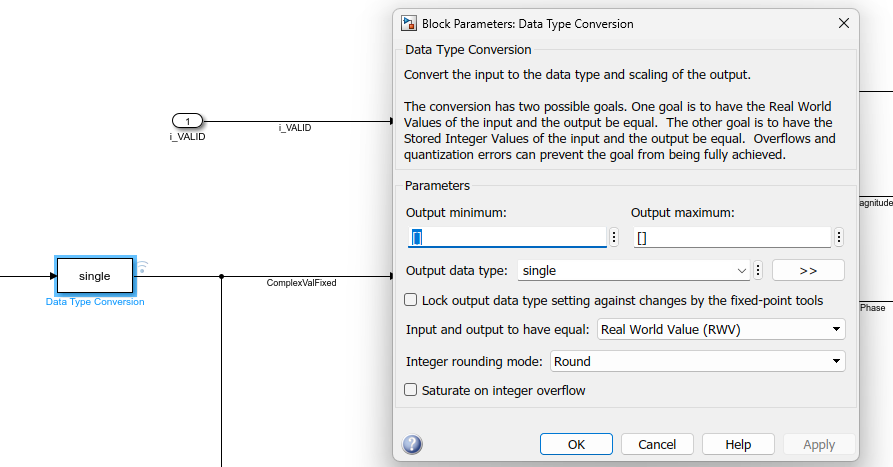 Block Parameters: Data Type Conversion
Data Type Conversion
Convert the input to the data type and scaling of the output.
The conversion has two possible goals. One goal is to have the Real World
Values of the input and the output be equal.  The other goal is to have the
Stored Integer Values of the input and the output be equal.  Overflows and
quantization errors can prevent the goal from being fully achieved.
Parameters
Output minimum:
Output maximum:
[]
[]
Output data type:
single
>>
Lock output data type setting against changes by the fixed-point tools
Input and output to have equal:
Real World Value (RWV)
Integer rounding mode:
Round
Saturate on integer overflow
?
OK
Cancel
Help
Apply
1
i_VALID
i_VALID
single
Data Type Conversion
ComplexValFixed
agnitude
Phase